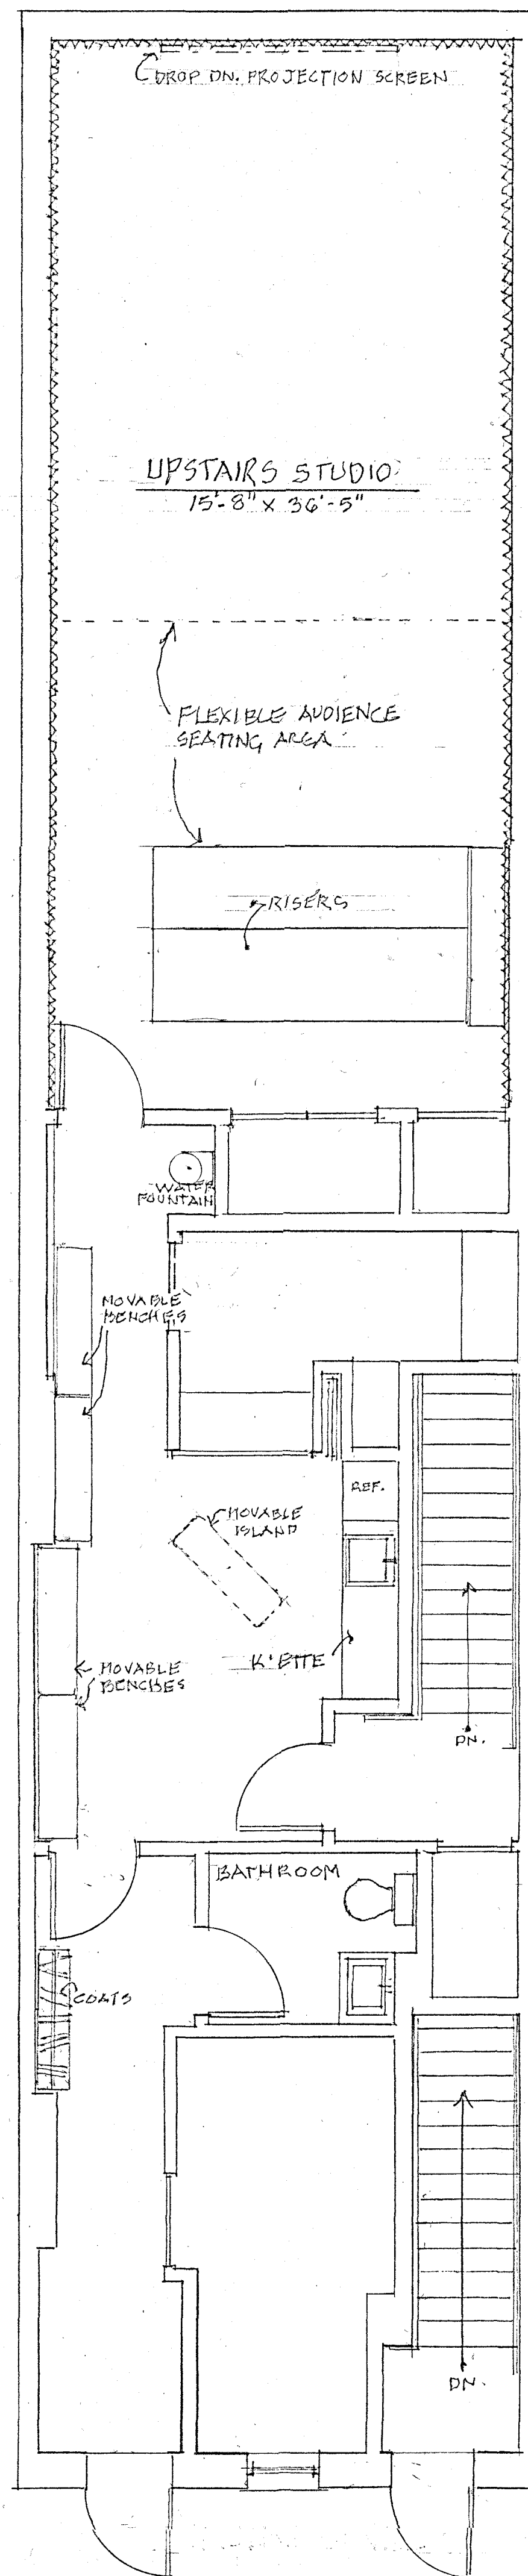 DROP DN. PROJECTION SCREEN
UPSTAIRS STUDIO
15'-8" X 36'-5"
FLEXIBLE AUDIENCE
SEATING AREA
RISERS
WATER
FOUNTAIN
MOVABLE
BENCHES
REF.
MOVABLE
ISLAND
K'ETTE
MOVABLE
BENCHES
DN.
BATHROOM
COATS
DN.